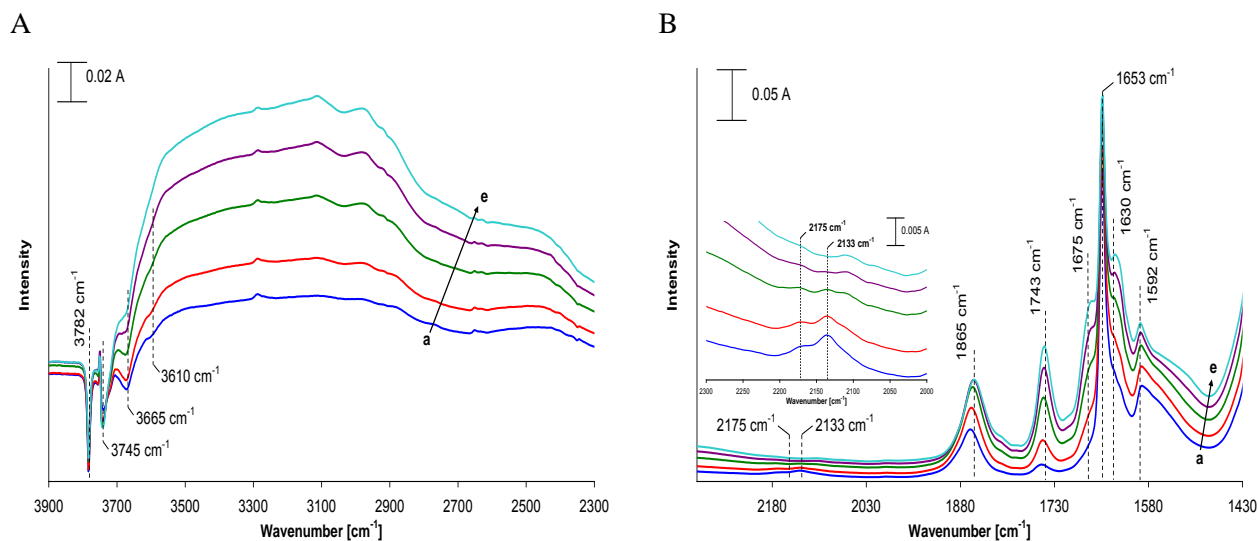 A
0.02 A
Intensity
3782 cm-1
3610 cm-1
3665 cm-1
3745 cm-1
e
a
3900
3700
3500
3300
3100
2900
2700
2500
2300
Wavenumber [cm-1]
B
0.05 A
Intensity
1653 cm-1
1630 cm-1
1675 cm-1
1592 cm-1
1743 cm-1
1865 cm-1
2175 cm-1
2133 cm-1
0.005 A
2300
2250
2200
2150
2100
2050
2000
Wavenumber [cm-1]
2175 cm-1
2133 cm-1
e
a
2180
2030
1880
1730
1580
1430
Wavenumber [cm-1]